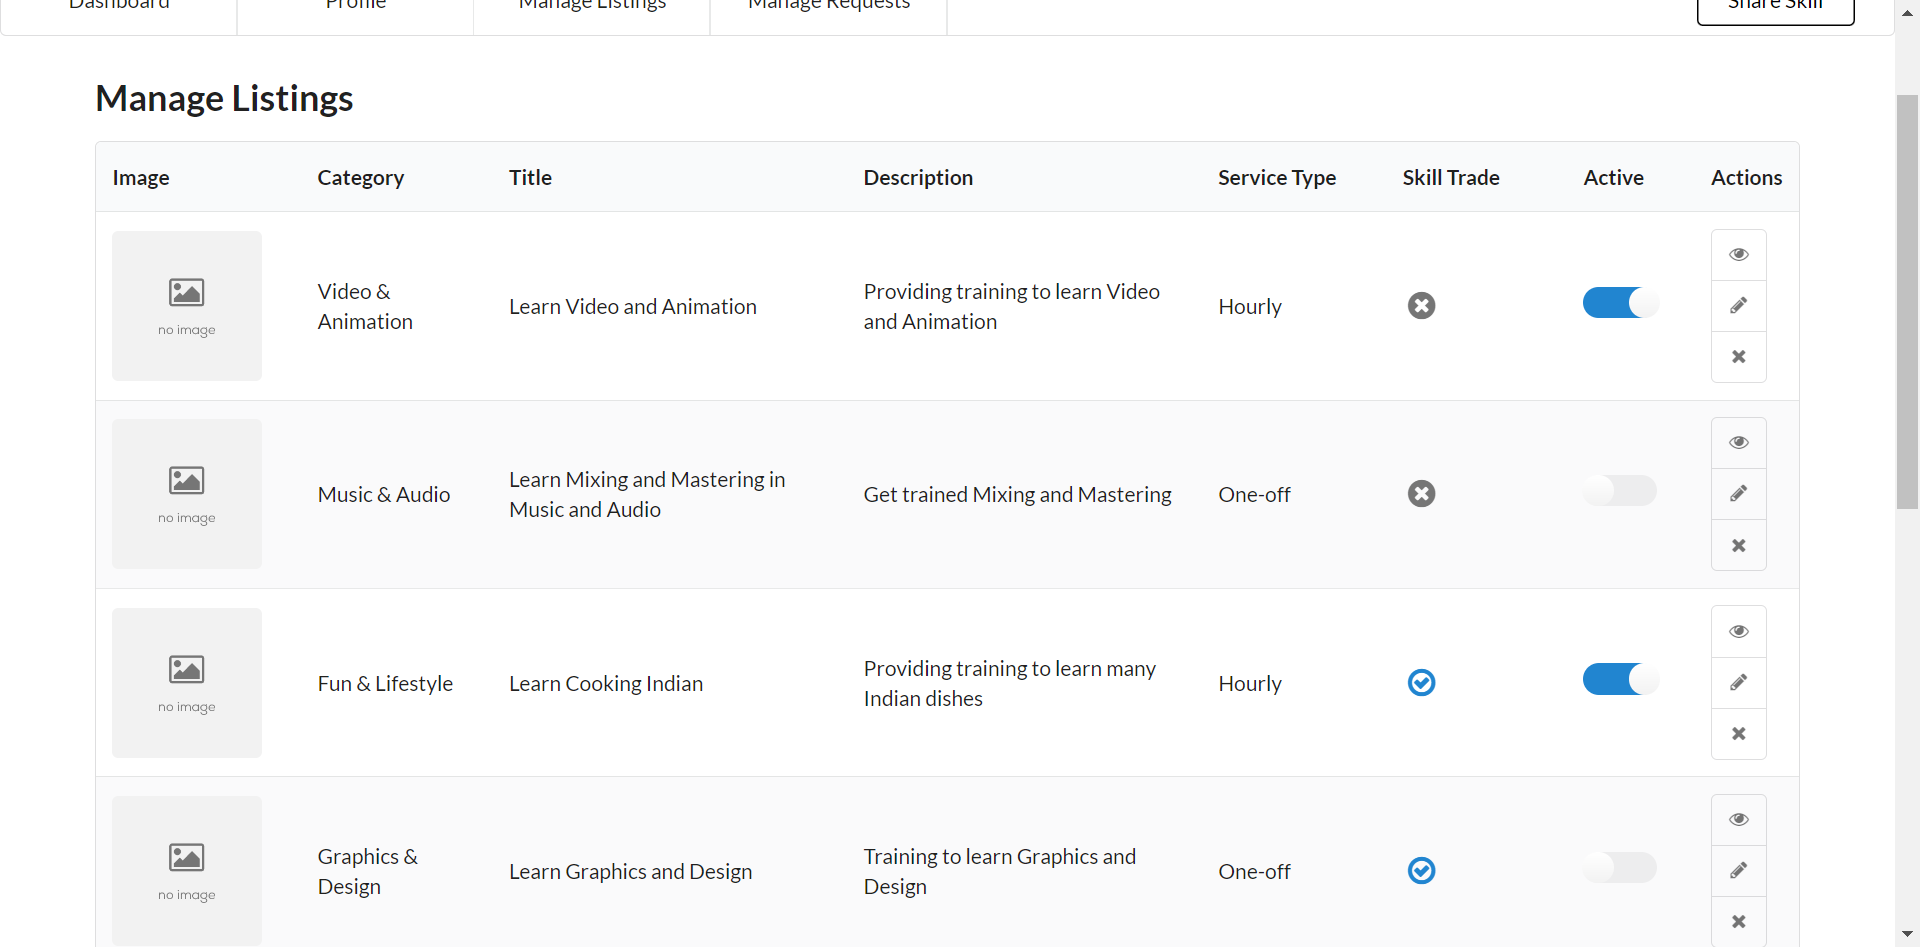 Dashboard Profile Manage Listings Manage Requests Share Skill
Manage Listings
Image Category Title Description Service Type Skill Trade Active Actions
no image
Video &
Animation
Learn Video and Animation
Providing training to learn Video
and Animation
Hourly
no image
Music & Audio
Learn Mixing and Mastering in
Music and Audio
Get trained Mixing and Mastering
One-off
no image
Fun & Lifestyle
Learn Cooking Indian
Providing training to learn many
Indian dishes
Hourly
no image
Graphics &
Design
Learn Graphics and Design
Training to learn Graphics and
Design
One-off